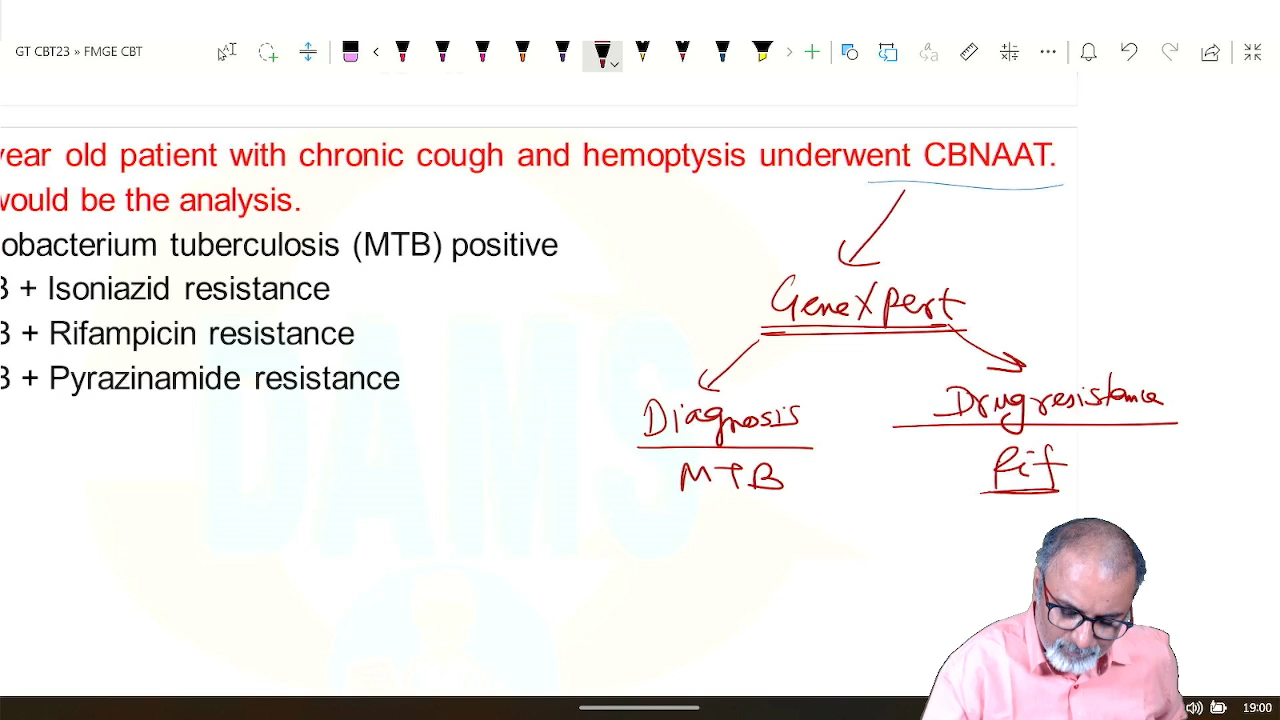 GT CBT23 » FMGE CBT
year old patient with chronic cough and hemoptysis underwent CBNAAT.
would be the analysis.
obacterium tuberculosis (MTB) positive
B + Isoniazid resistance
B + Rifampicin resistance
B + Pyrazinamide resistance
GeneXpert
Diagnosis
Drug resistance
MTB
Rif
DAMS
19:00